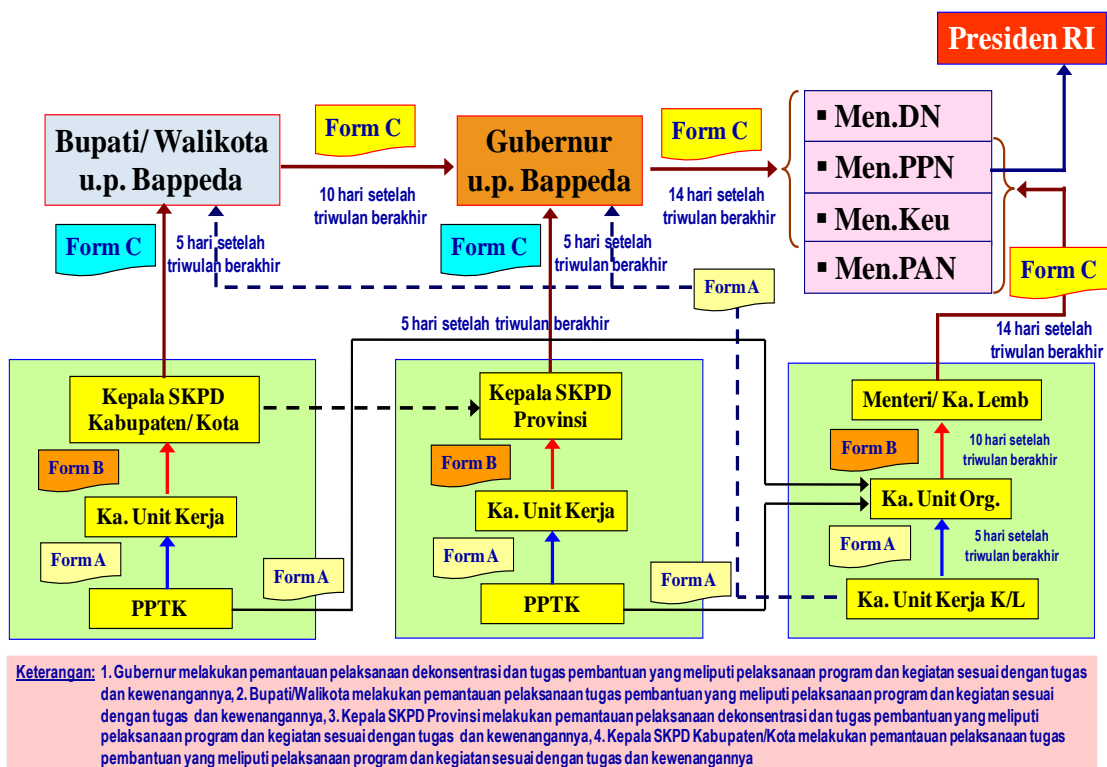 Presiden RI
Form C
Form C
Bupati/ Walikota
u.p. Bappeda
Gubernur
u.p. Bappeda
▪ Men.DN
▪ Men.PPN
▪ Men.Keu
▪ Men.PAN
10 hari setelah
triwulan berakhir
14 hari setelah
triwulan berakhir
Form C
5 hari setelah
triwulan berakhir
Form C
5 hari setelah
triwulan berakhir
Form A
Form C
5 hari setelah triwulan berakhir
14 hari setelah
triwulan berakhir
Kepala SKPD
Kabupaten/ Kota
Form B
Ka. Unit Kerja
Form A
Form A
PPTK
Kepala SKPD
Provinsi
Form B
Ka. Unit Kerja
Form A
Form A
PPTK
Menteri/ Ka. Lemb
Form B
10 hari setelah
triwulan berakhir
Ka. Unit Org.
Form A
5 hari setelah
triwulan berakhir
Ka. Unit Kerja K/L
Keterangan: 1. Gubernur melakukan pemantauan pelaksanaan dekonsentrasi dan tugas pembantuan yang meliputi pelaksanaan program dan kegiatan sesuai dengan tugas
dan kewenangannya, 2. Bupati/Walikota melakukan pemantauan pelaksanaan tugas pembantuan yang meliputi pelaksanaan program dan kegiatan sesuai
dengan tugas dan kewenangannya, 3. Kepala SKPD Provinsi melakukan pemantauan pelaksanaan dekonsentrasi dan tugas pembantuan yang meliputi
pelaksanaan program dan kegiatan sesuai dengan tugas dan kewenangannya, 4. Kepala SKPD Kabupaten/Kota melakukan pemantauan pelaksanaan tugas
pembantuan yang meliputi pelaksanaan program dan kegiatan sesuai dengan tugas dan kewenangannya